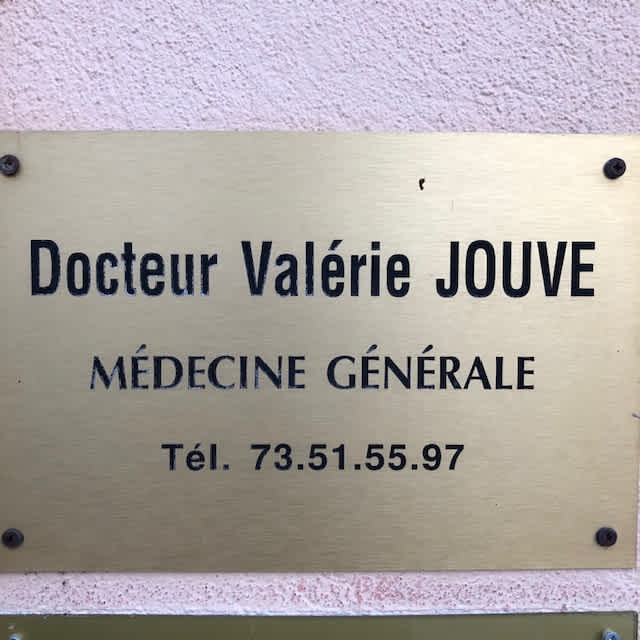 Docteur Valérie JOUVE
MÉDECINE GÉNÉRALE
Tél. 73.51.55.97